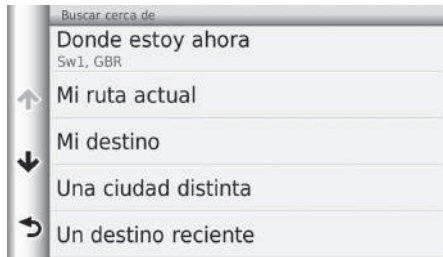 Buscar cerca de
Donde estoy ahora
Sw1, GBR
Mi ruta actual
Mi destino
Una ciudad distinta
Un destino reciente